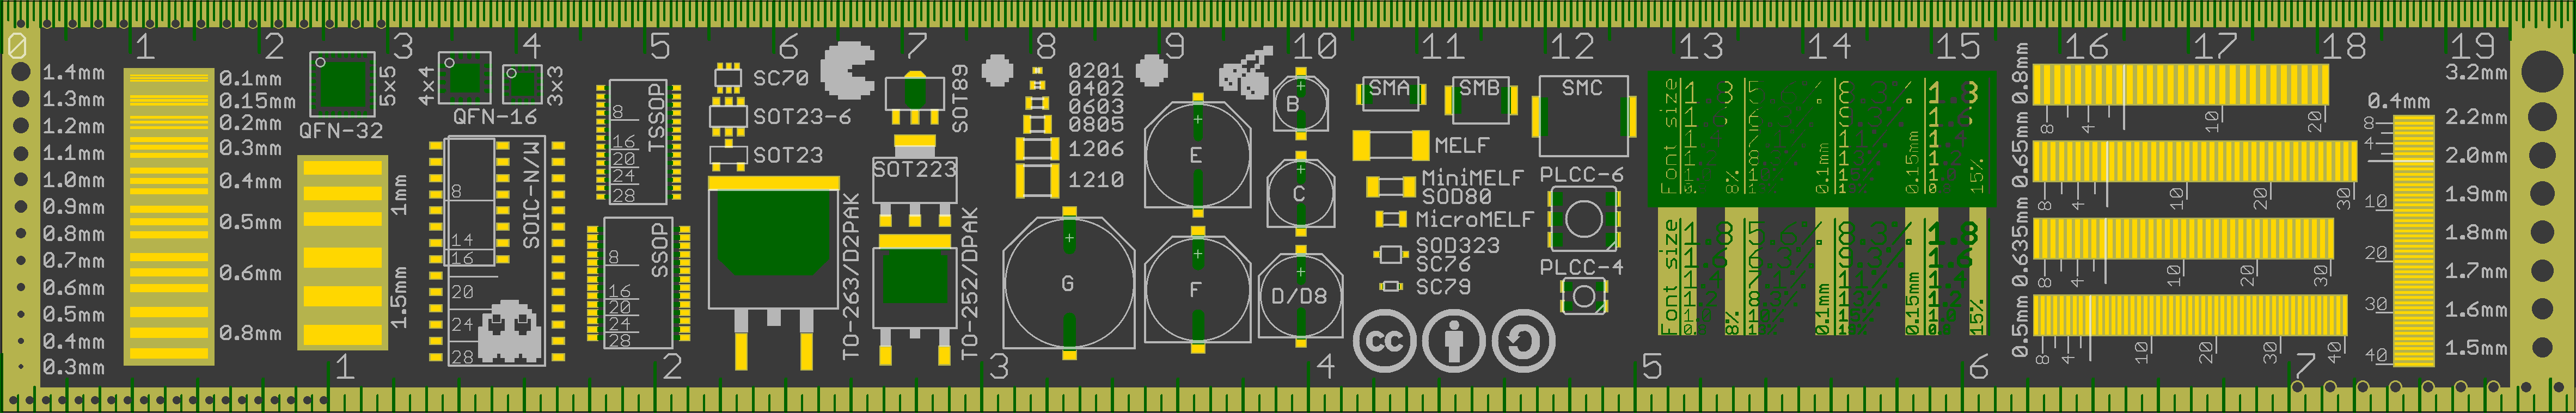 0 1 2 3 4 5 6 7 8 9 10 11 12 13 14 15 16 17 18 19
1.4mm
1.3mm
1.2mm
1.1mm
1.0mm
0.9mm
0.8mm
0.7mm
0.6mm
0.5mm
0.4mm
0.3mm
0.1mm
0.15mm
0.2mm
0.3mm
0.4mm
0.5mm
0.6mm
0.8mm
QFN-32
5x5
1mm
1.5mm
4x4
QFN-16
3x3
SOIC-N/W
8
14
16
16
20
24
28
TSSOP
8
16
20
24
28
SSOP
8
16
20
24
28
SC70
SOT23-6
SOT23
TO-263/D2PAK
SOT89
SOT223
TO-252/DPAK
0201
0402
0603
0805
1206
1210
G
E
F
B
C
D/D8
SMA
SMB
SMC
MELF
MiniMELF
SOD80
MicroMELF
SOD323
SC76
SC79
PLCC-6
PLCC-4
cc
Font size
8%
0.1mm
0.15mm
15%
Font size
8%
0.1mm
0.15mm
15%
0.8mm
8 4 10 20
0.65mm
8 4 10 20 30
0.635mm
8 4 10 20 30
0.5mm
8 4 10 20 30 40
0.4mm
8
4
10
20
30
40
3.2mm
2.2mm
2.0mm
1.9mm
1.8mm
1.7mm
1.6mm
1.5mm
1 2 3 4 5 6 7